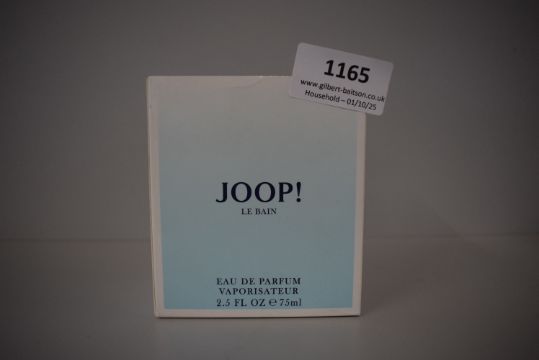 1165
www.gilbert-baitson.co.uk
Household – 01/10/25
JOOP!
LE BAIN
EAU DE PARFUM
VAPORISATEUR
2.5 FL OZ ℮ 75ml